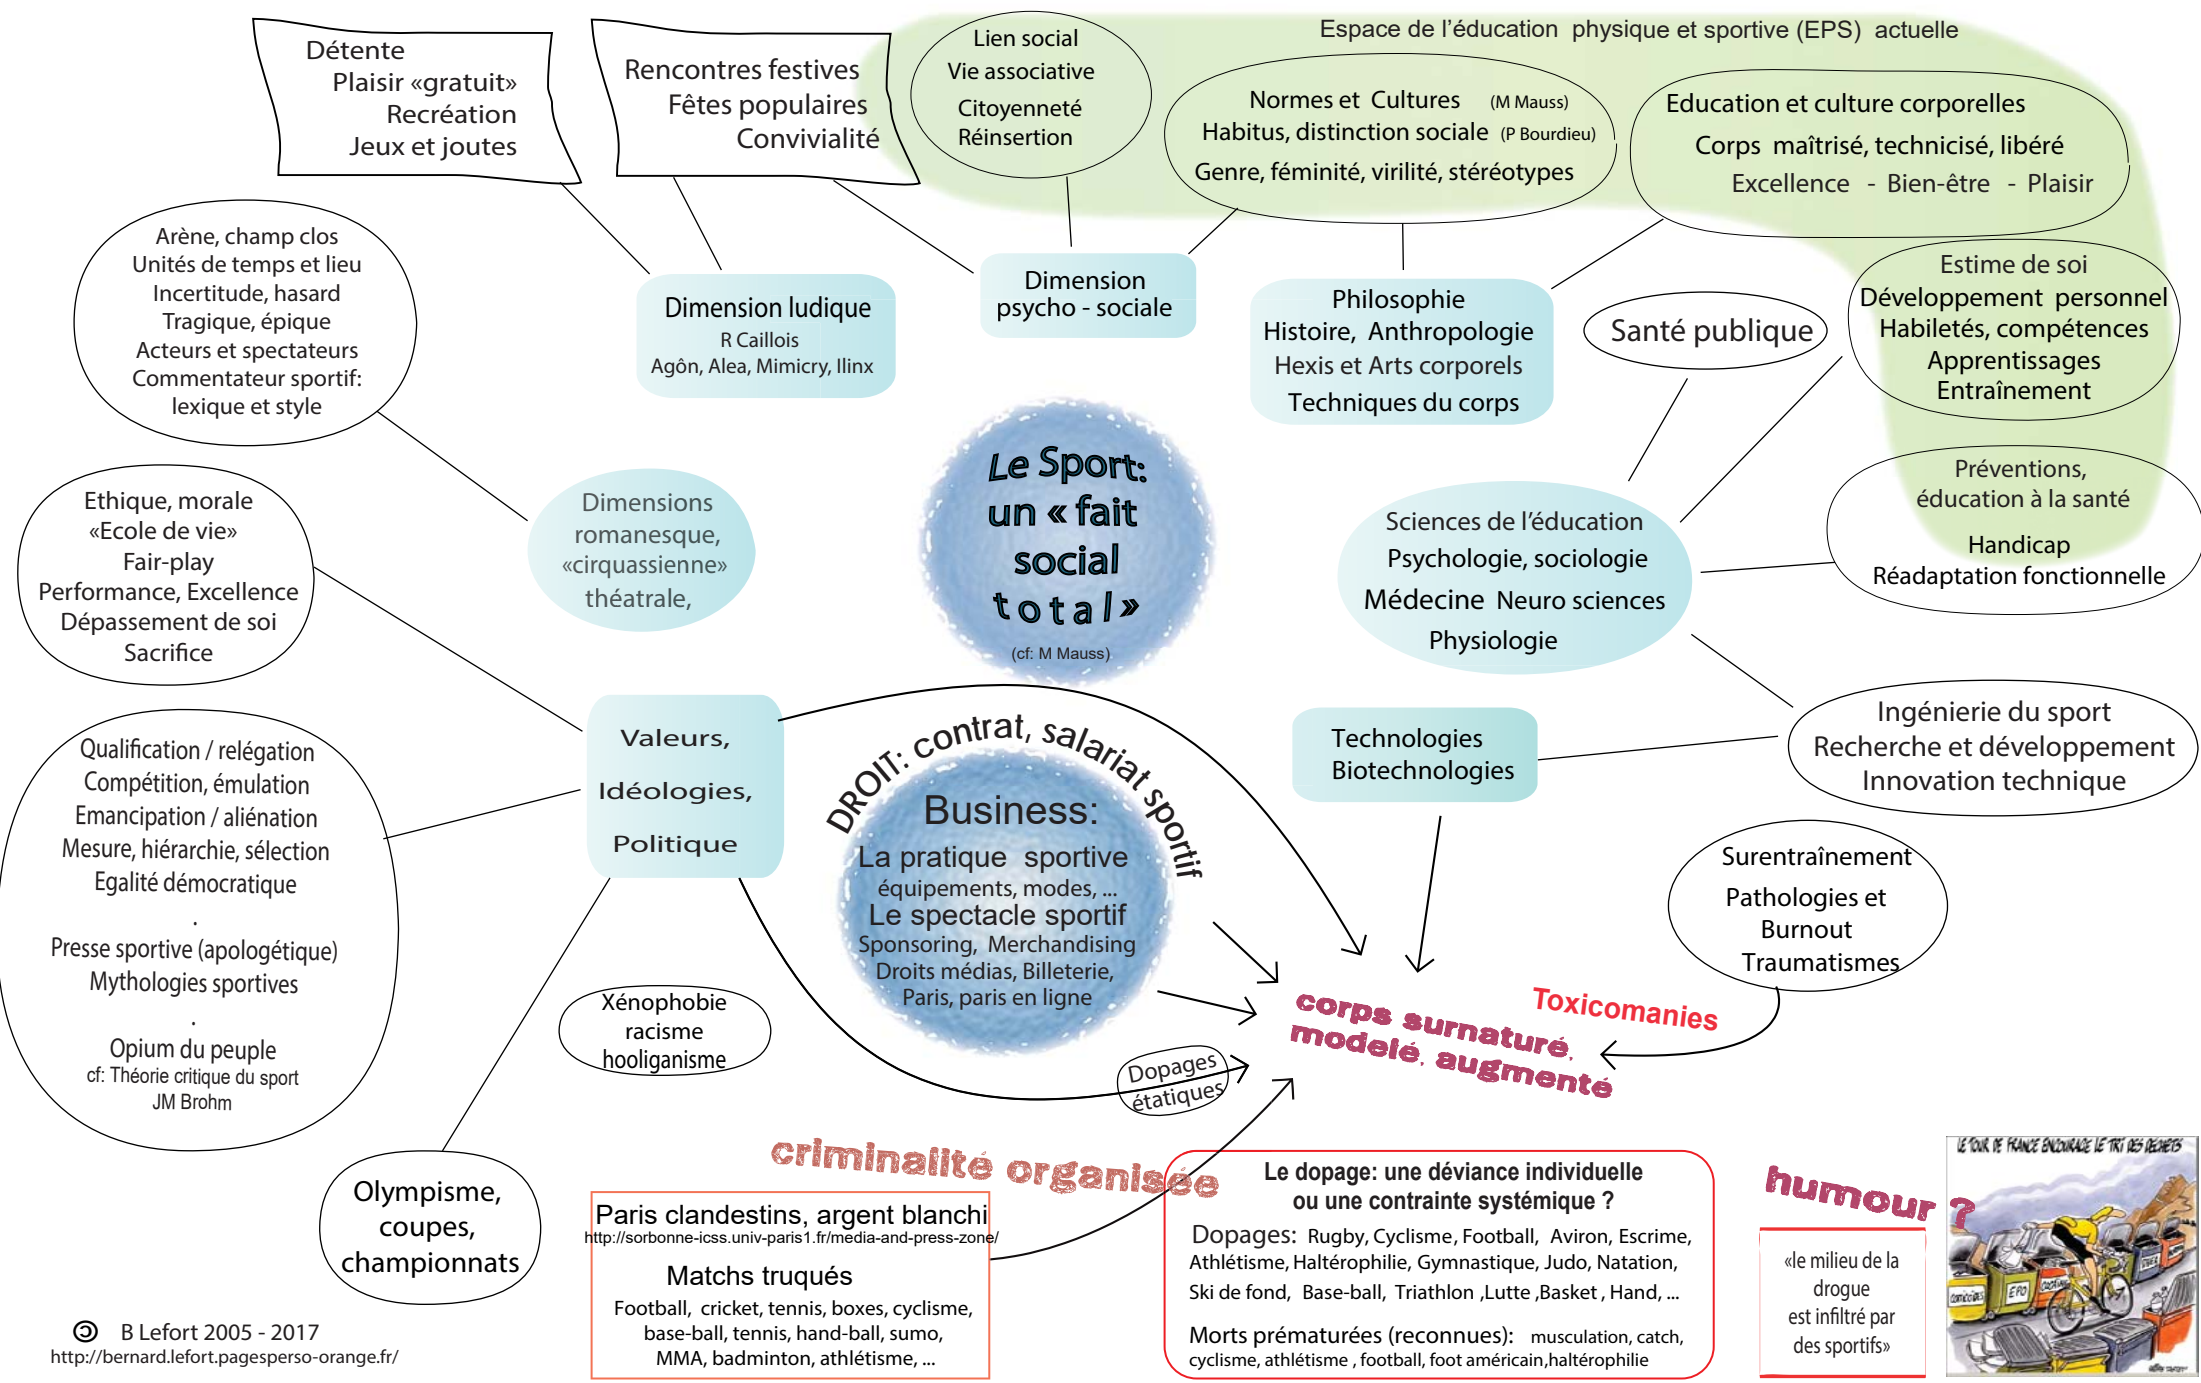 Détente
Plaisir «gratuit»
Recréation
Jeux et joutes
Rencontres festives
Fêtes populaires
Convivialité
Lien social
Vie associative
Citoyenneté
Réinsertion
Espace de l'éducation physique et sportive (EPS) actuelle
Normes et Cultures (M Mauss)
Habitus, distinction sociale (P Bourdieu)
Genre, féminité, virilité, stéréotypes
Education et culture corporelles
Corps maîtrisé, technicisé, libéré
Excellence - Bien-être - Plaisir
Arène, champ clos
Unités de temps et lieu
Incertitude, hasard
Tragique, épique
Acteurs et spectateurs
Commentateur sportif:
lexique et style
Dimension ludique
R Caillois
Agôn, Alea, Mimicry, Ilinx
Dimension
psycho - sociale
Philosophie
Histoire, Anthropologie
Hexis et Arts corporels
Techniques du corps
Santé publique
Estime de soi
Développement personnel
Habiletés, compétences
Apprentissages
Entraînement
Le Sport:
un « fait
social
total»
(cf: M Mauss)
Ethique, morale
«Ecole de vie»
Fair-play
Performance, Excellence
Dépassement de soi
Sacrifice
Dimensions
romanesque,
«cirquassienne»
théatrale,
Sciences de l'éducation
Psychologie, sociologie
Médecine Neuro sciences
Physiologie
Préventions,
éducation à la santé
Handicap
Réadaptation fonctionnelle
Valeurs,
Idéologies,
Politique
DROIT: contrat, salariat sportif
Business:
La pratique sportive
équipements, modes, ...
Le spectacle sportif
Sponsoring, Merchandising
Droits médias, Billeterie,
Paris, paris en ligne
Technologies
Biotechnologies
Ingénierie du sport
Recherche et développement
Innovation technique
Qualification / relégation
Compétition, émulation
Emancipation / aliénation
Mesure, hiérarchie, sélection
Egalité démocratique
.
Presse sportive (apologétique)
Mythologies sportives
.
Opium du peuple
cf: Théorie critique du sport
JM Brohm
Surentraînement
Pathologies et
Burnout
Traumatismes
Xénophobie
racisme
hooliganisme
Toxicomanies
corps surnaturé,
modelé, augmenté
Dopages
étatiques
Olympisme,
coupes,
championnats
criminalité organisée
Paris clandestins, argent blanchi
http://sorbonne-icss.univ-paris1.fr/media-and-press-zone/
Matchs truqués
Football, cricket, tennis, boxes, cyclisme,
base-ball, tennis, hand-ball, sumo,
MMA, badminton, athlétisme, ...
Le dopage: une déviance individuelle
ou une contrainte systémique ?
Dopages: Rugby, Cyclisme, Football, Aviron, Escrime,
Athlétisme, Haltérophilie, Gymnastique, Judo, Natation,
Ski de fond, Base-ball, Triathlon ,Lutte ,Basket , Hand, ...
Morts prématurées (reconnues): musculation, catch,
cyclisme, athlétisme , football, foot américain,haltérophilie
humour ?
«le milieu de la
drogue
est infiltré par
des sportifs»
LE TOUR DE FRANCE ENCOURAGE LE TRI DES DECHETS
EPO
B Lefort 2005 - 2017
http://bernard.lefort.pagesperso-orange.fr/